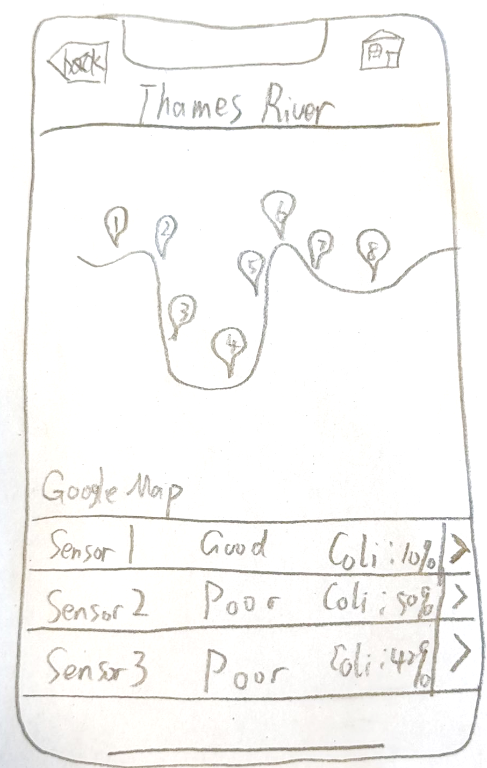 back
Thames River
1
2
3
4
5
6
7
8
Google Map
Sensor 1 Good Coli: 10% >
Sensor 2 Poor Coli: 50% >
Sensor 3 Poor Coli: 42% >